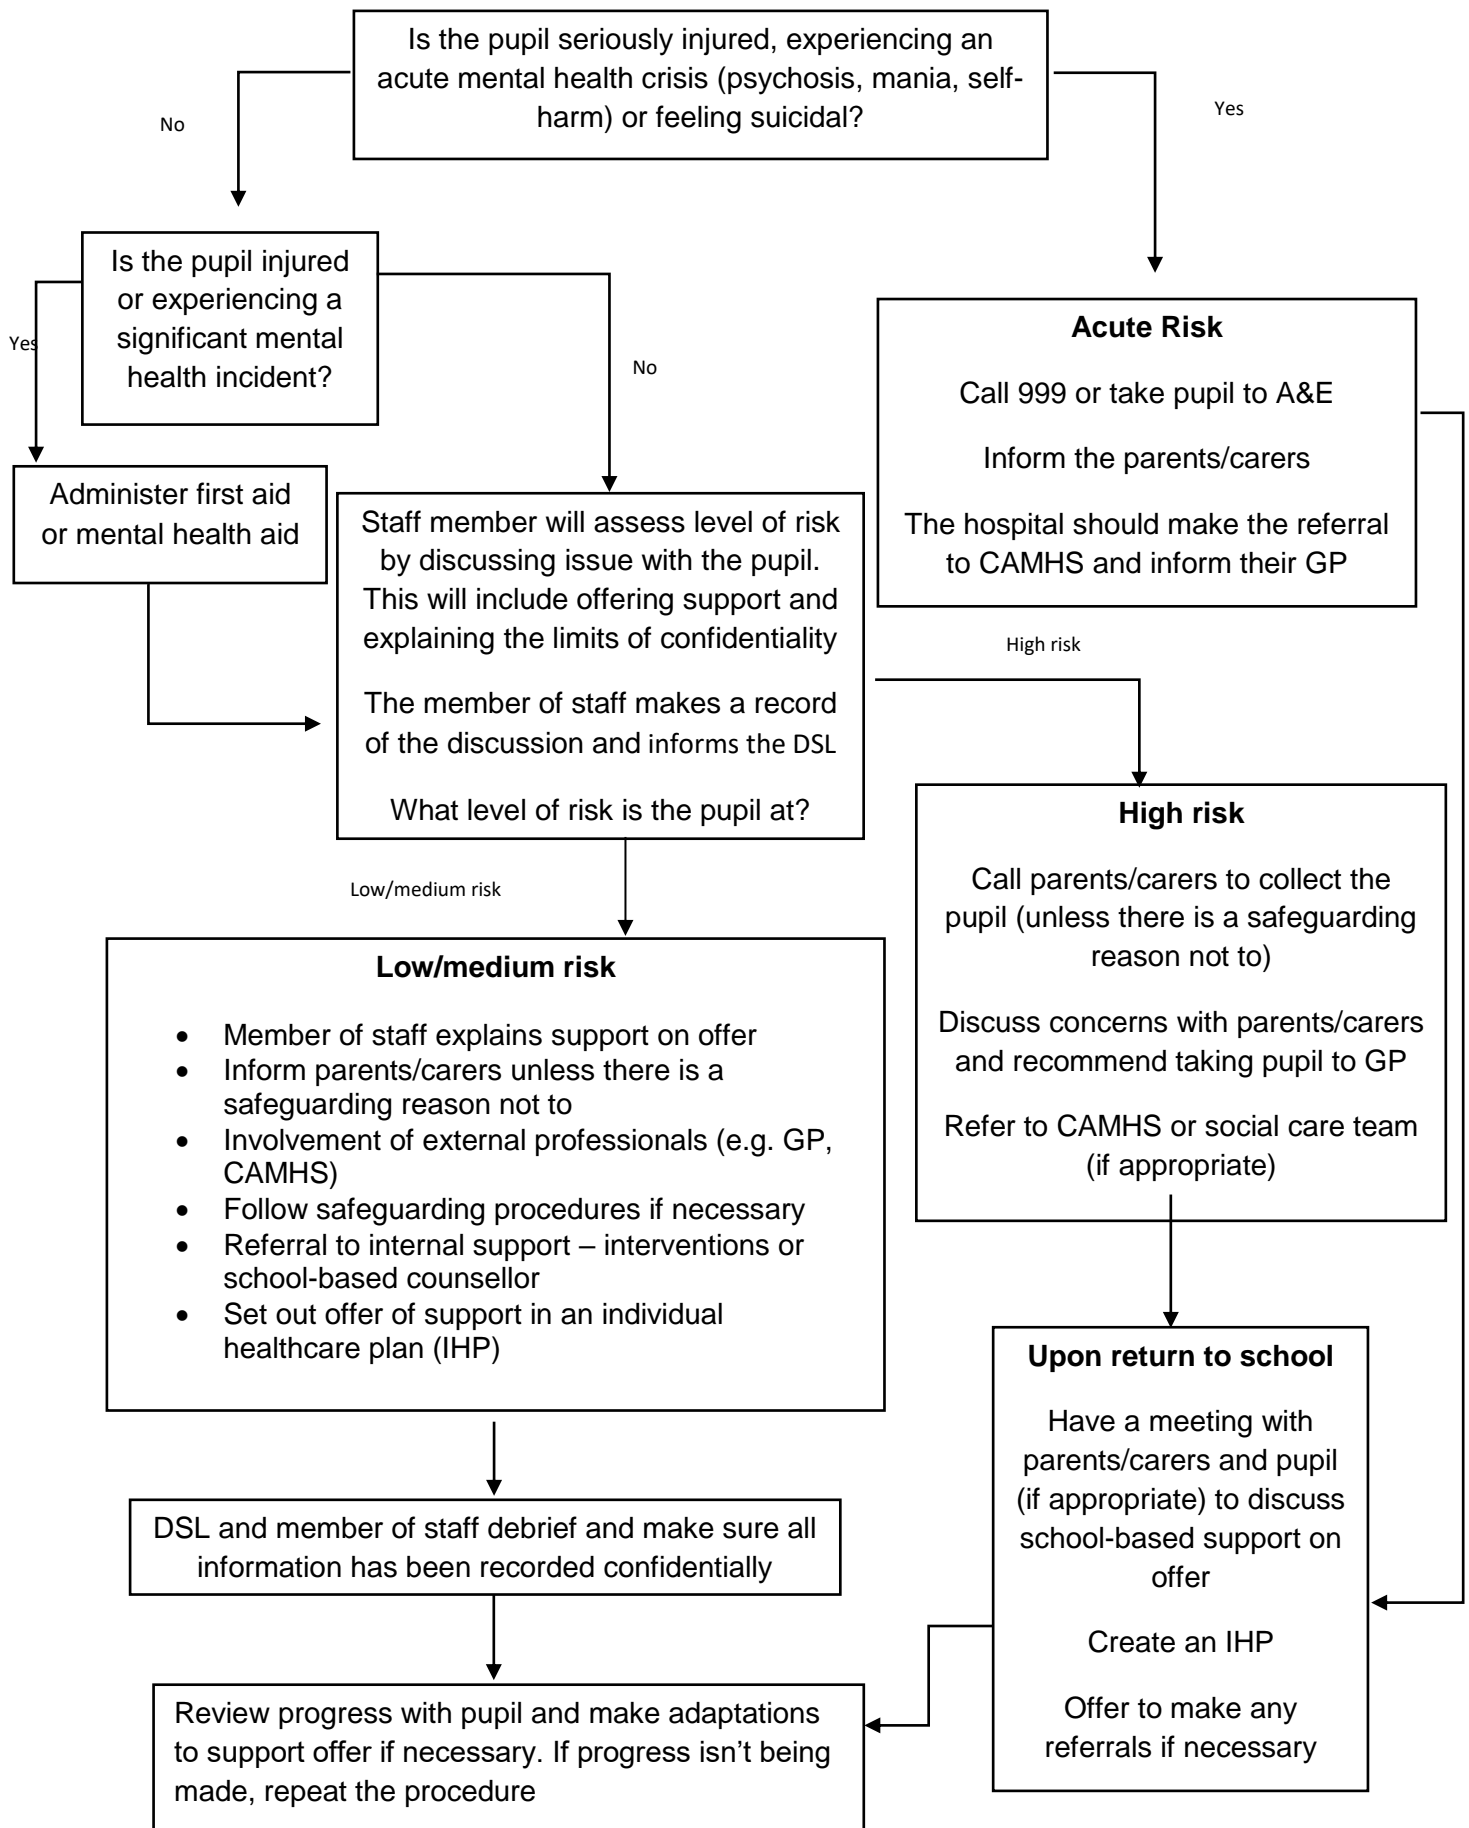 Is the pupil seriously injured, experiencing an
acute mental health crisis (psychosis, mania, self-
harm) or feeling suicidal?
No
Yes
Is the pupil injured
or experiencing a
significant mental
health incident?
Yes
No
Acute Risk
Call 999 or take pupil to A&E
Inform the parents/carers
The hospital should make the referral
to CAMHS and inform their GP
Administer first aid
or mental health aid
Staff member will assess level of risk
by discussing issue with the pupil.
This will include offering support and
explaining the limits of confidentiality
The member of staff makes a record
of the discussion and informs the DSL
What level of risk is the pupil at?
High risk
High risk
Call parents/carers to collect the
pupil (unless there is a safeguarding
reason not to)
Discuss concerns with parents/carers
and recommend taking pupil to GP
Refer to CAMHS or social care team
(if appropriate)
Low/medium risk
Low/medium risk
• Member of staff explains support on offer
• Inform parents/carers unless there is a
safeguarding reason not to
• Involvement of external professionals (e.g. GP,
CAMHS)
• Follow safeguarding procedures if necessary
• Referral to internal support – interventions or
school-based counsellor
• Set out offer of support in an individual
healthcare plan (IHP)
Upon return to school
Have a meeting with
parents/carers and pupil
(if appropriate) to discuss
school-based support on
offer
Create an IHP
Offer to make any
referrals if necessary
DSL and member of staff debrief and make sure all
information has been recorded confidentially
Review progress with pupil and make adaptations
to support offer if necessary. If progress isn't being
made, repeat the procedure